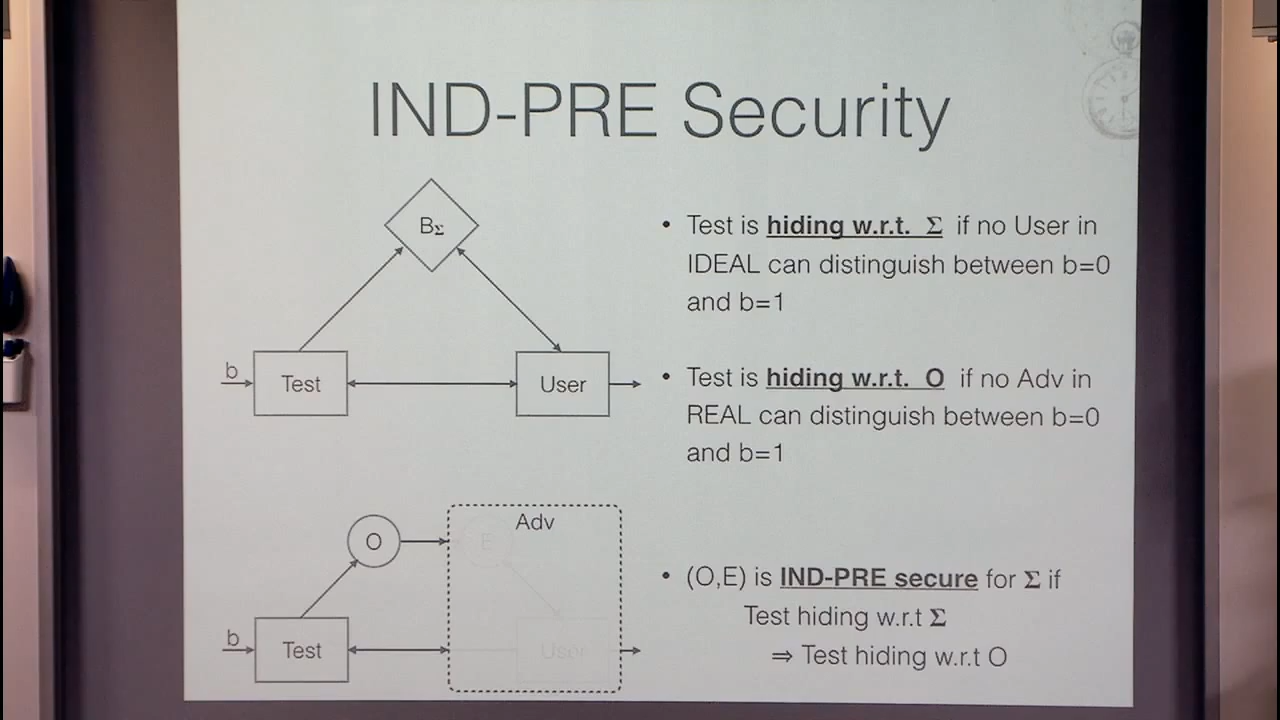 IND-PRE Security
BΣ
b
Test
User
• Test is hiding w.r.t. Σ if no User in
IDEAL can distinguish between b=0
and b=1
• Test is hiding w.r.t. O if no Adv in
REAL can distinguish between b=0
and b=1
O
E
Adv
b
Test
User
• (O,E) is IND-PRE secure for Σ if
Test hiding w.r.t Σ
⇒ Test hiding w.r.t O